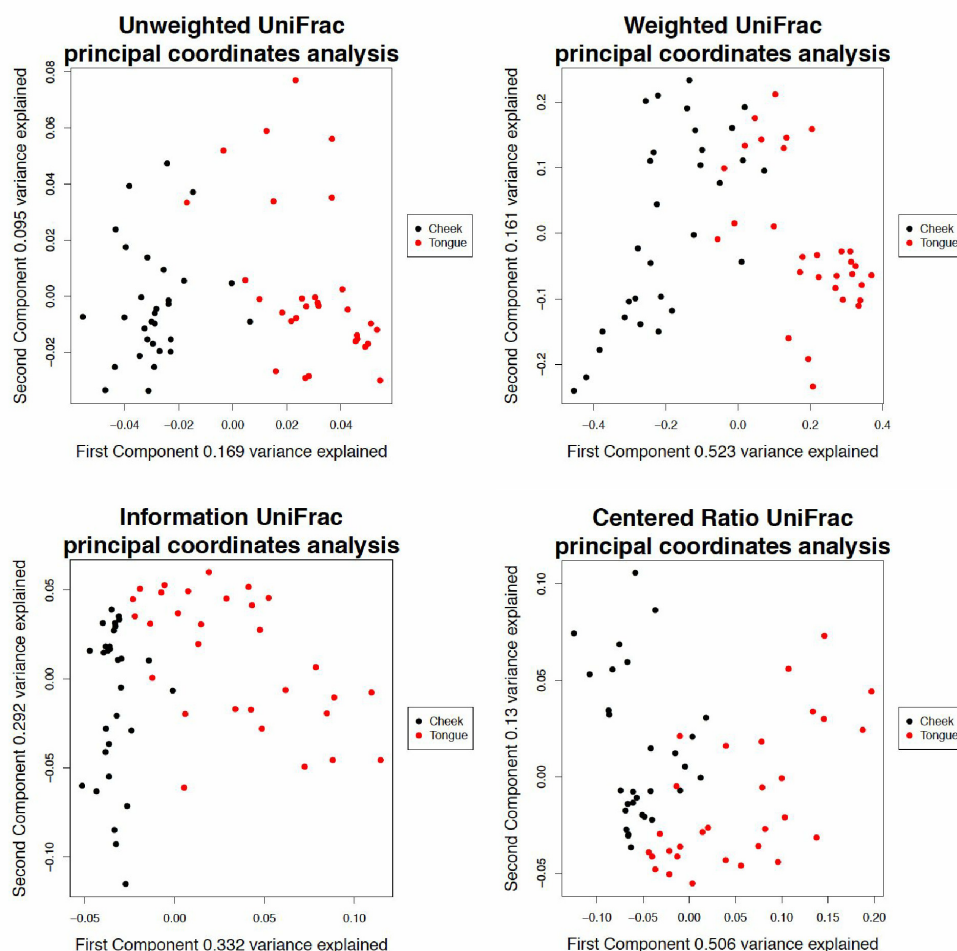 Unweighted UniFrac
principal coordinates analysis
Second Component 0.095 variance explained
0.08
0.06
0.04
0.02
0.00
−0.02
−0.04
−0.02
0.00
0.02
0.04
First Component 0.169 variance explained
Cheek
Tongue
Weighted UniFrac
principal coordinates analysis
Second Component 0.161 variance explained
0.2
0.1
0.0
−0.1
−0.2
−0.4
−0.2
0.0
0.2
0.4
First Component 0.523 variance explained
Cheek
Tongue
Information UniFrac
principal coordinates analysis
Second Component 0.292 variance explained
0.05
0.00
−0.05
−0.10
−0.05
0.00
0.05
0.10
First Component 0.332 variance explained
Cheek
Tongue
Centered Ratio UniFrac
principal coordinates analysis
Second Component 0.13 variance explained
0.10
0.05
0.00
−0.05
−0.10
−0.05
0.00
0.05
0.10
0.15
0.20
First Component 0.506 variance explained
Cheek
Tongue